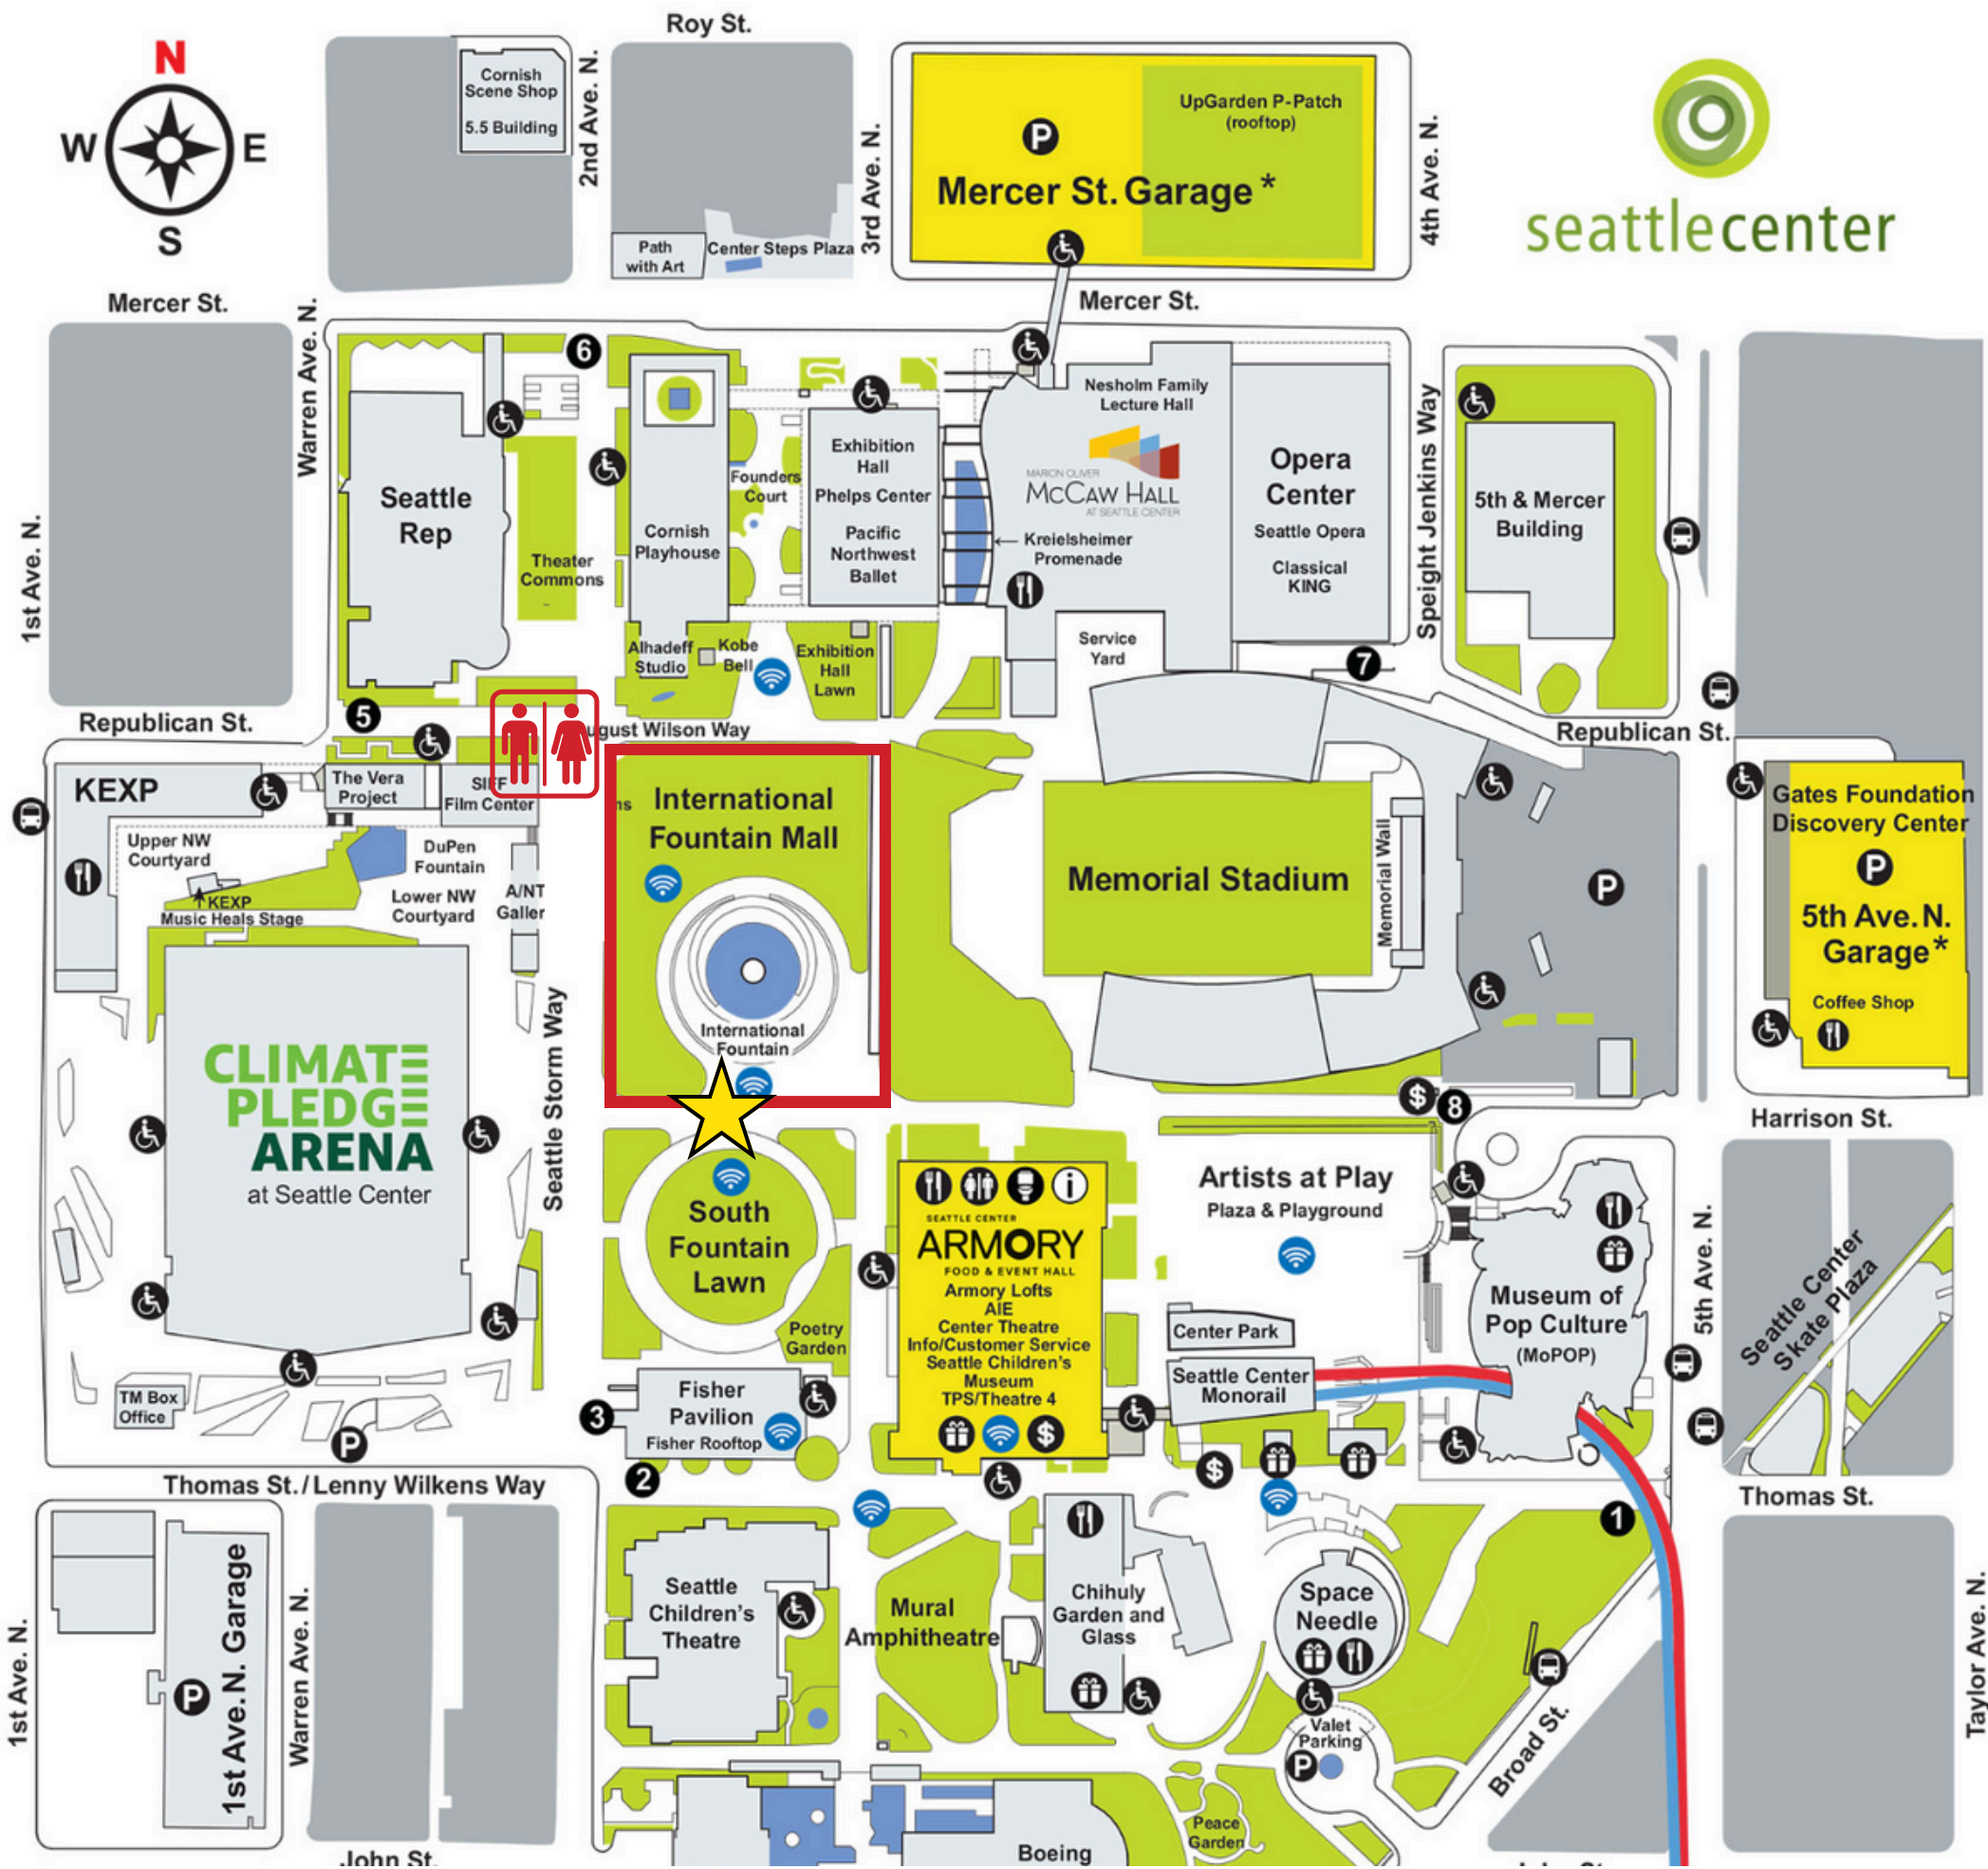 Roy St.
N
W
E
S
Cornish
Scene Shop
5.5 Building
2nd Ave. N.
Path
with Art
Center Steps Plaza
3rd Ave. N.
P
UpGarden P-Patch
(rooftop)
Mercer St. Garage*
4th Ave. N.
seattlecenter
Mercer St.
Mercer St.
Warren Ave. N.
1st Ave. N.
6
Seattle
Rep
Theater
Commons
Cornish
Playhouse
Founders
Court
Exhibition
Hall
Phelps Center
Pacific
Northwest
Ballet
Nesholm Family
Lecture Hall
MARION OLIVER
McCAW HALL
AT SEATTLE CENTER
← Kreielsheimer
Promenade
Opera
Center
Seattle Opera
Classical
KING
Speight Jenkins Way
5th & Mercer
Building
Alhadeff
Studio
Kobe
Bell
Exhibition
Hall
Lawn
Service
Yard
7
5
Republican St.
ugust Wilson Way
Republican St.
KEXP
The Vera
Project
SIFF
Film Center
Upper NW
Courtyard
DuPen
Fountain
Lower NW
Courtyard
KEXP
Music Heals Stage
A/NT
Galler
ns
International
Fountain Mall
International
Fountain
Memorial Stadium
Memorial Wall
P
Gates Foundation
Discovery Center
P
5th Ave. N.
Garage*
Coffee Shop
Harrison St.
CLIMATE
PLEDGE
ARENA
at Seattle Center
Seattle Storm Way
South
Fountain
Lawn
Poetry
Garden
$
8
i
SEATTLE CENTER
ARMORY
FOOD & EVENT HALL
Armory Lofts
AIE
Center Theatre
Info/Customer Service
Seattle Children's
Museum
TPS/Theatre 4
$
Artists at Play
Plaza & Playground
Center Park
Seattle Center
Monorail
Museum of
Pop Culture
(MoPOP)
5th Ave. N.
Seattle Center
Skate Plaza
TM Box
Office
P
3
Fisher
Pavilion
Fisher Rooftop
2
$
1
Thomas St./Lenny Wilkens Way
Thomas St.
1st Ave. N.
1st Ave. N. Garage
P
Warren Ave. N.
Seattle
Children's
Theatre
Mural
Amphitheatre
Chihuly
Garden and
Glass
Space
Needle
Valet
Parking
P
Broad St.
Taylor Ave. N.
Peace
Garden
Boeing
John St.